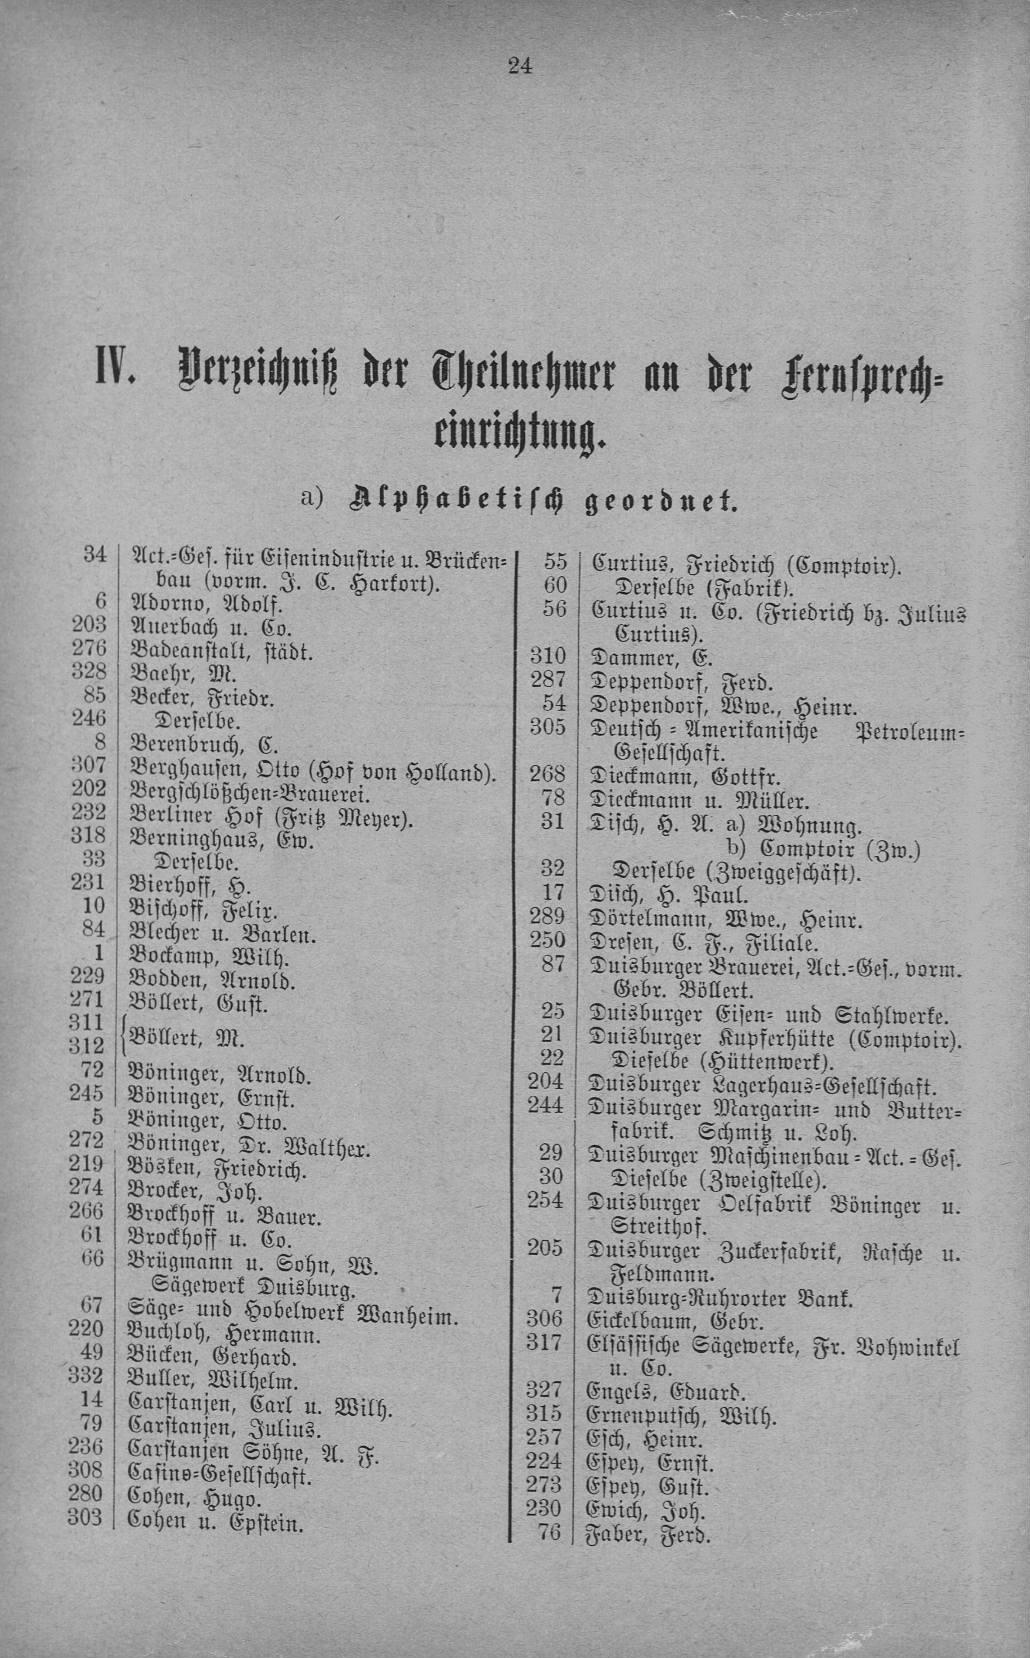 24
IV. Verzeichniß der Theilnehmer an der Fernsprech=
einrichtung.
a) Alphabetisch geordnet.
34 Act.=Ges. für Eisenindustrie u. Brücken=
bau (vorm. J. C. Harkort).
6 Adorno, Adolf.
203 Auerbach u. Co.
276 Badeanstalt, städt.
328 Baehr, M.
85 Becker, Friedr.
246 Derselbe.
8 Berenbruch, C.
307 Berghausen, Otto (Hof von Holland).
202 Bergschlößchen=Brauerei.
232 Berliner Hof (Fritz Meyer).
318 Berninghaus, Ew.
33 Derselbe.
231 Bierhoff, H.
10 Bischoff, Felix.
84 Blecher u. Barlen.
1 Bockamp, Wilh.
229 Bodden, Arnold.
271 Böllert, Gust.
311
312 {Böllert, M.
72 Böninger, Arnold.
245 Böninger, Ernst.
5 Böninger, Otto.
272 Böninger, Dr. Walther.
219 Bösken, Friedrich.
274 Brocker, Joh.
266 Brockhoff u. Bauer.
61 Brockhoff u. Co.
66 Brügmann u. Sohn, W.
Sägewerk Duisburg.
67 Säge= und Hobelwerk Wanheim.
220 Buchloh, Hermann.
49 Bücken, Gerhard.
332 Buller, Wilhelm.
14 Carstanjen, Carl u. Wilh.
79 Carstanjen, Julius.
236 Carstanjen Söhne, A. F.
308 Casino=Gesellschaft.
280 Cohen, Hugo.
303 Cohen u. Epstein.
55 Curtius, Friedrich (Comptoir).
60 Derselbe (Fabrik).
56 Curtius u. Co. (Friedrich bz. Julius
Curtius).
310 Dammer, E.
287 Deppendorf, Ferd.
54 Deppendorf, Wwe., Heinr.
305 Deutsch = Amerikanische Petroleum=
Gesellschaft.
268 Dieckmann, Gottfr.
78 Dieckmann u. Müller.
31 Disch, H. A. a) Wohnung.
b) Comptoir (Zw.)
32 Derselbe (Zweiggeschäft).
17 Disch, H. Paul.
289 Dörtelmann, Wwe., Heinr.
250 Dresen, C. F., Filiale.
87 Duisburger Brauerei, Act.=Ges., vorm.
Gebr. Böllert.
25 Duisburger Eisen= und Stahlwerke.
21 Duisburger Kupferhütte (Comptoir).
22 Dieselbe (Hüttenwerk).
204 Duisburger Lagerhaus=Gesellschaft.
244 Duisburger Margarin= und Butter=
fabrik. Schmitz u. Loh.
29 Duisburger Maschinenbau = Act. = Ges.
30 Dieselbe (Zweigstelle).
254 Duisburger Oelfabrik Böninger u.
Streithof.
205 Duisburger Zuckerfabrik, Rasche u.
Feldmann.
7 Duisburg=Ruhrorter Bank.
306 Eickelbaum, Gebr.
317 Elsässische Sägewerke, Fr. Vohwinkel
u. Co.
327 Engels, Eduard.
315 Ernenputsch, Wilh.
257 Esch, Heinr.
224 Espey, Ernst.
273 Espey, Gust.
230 Ewich, Joh.
76 Faber, Ferd.